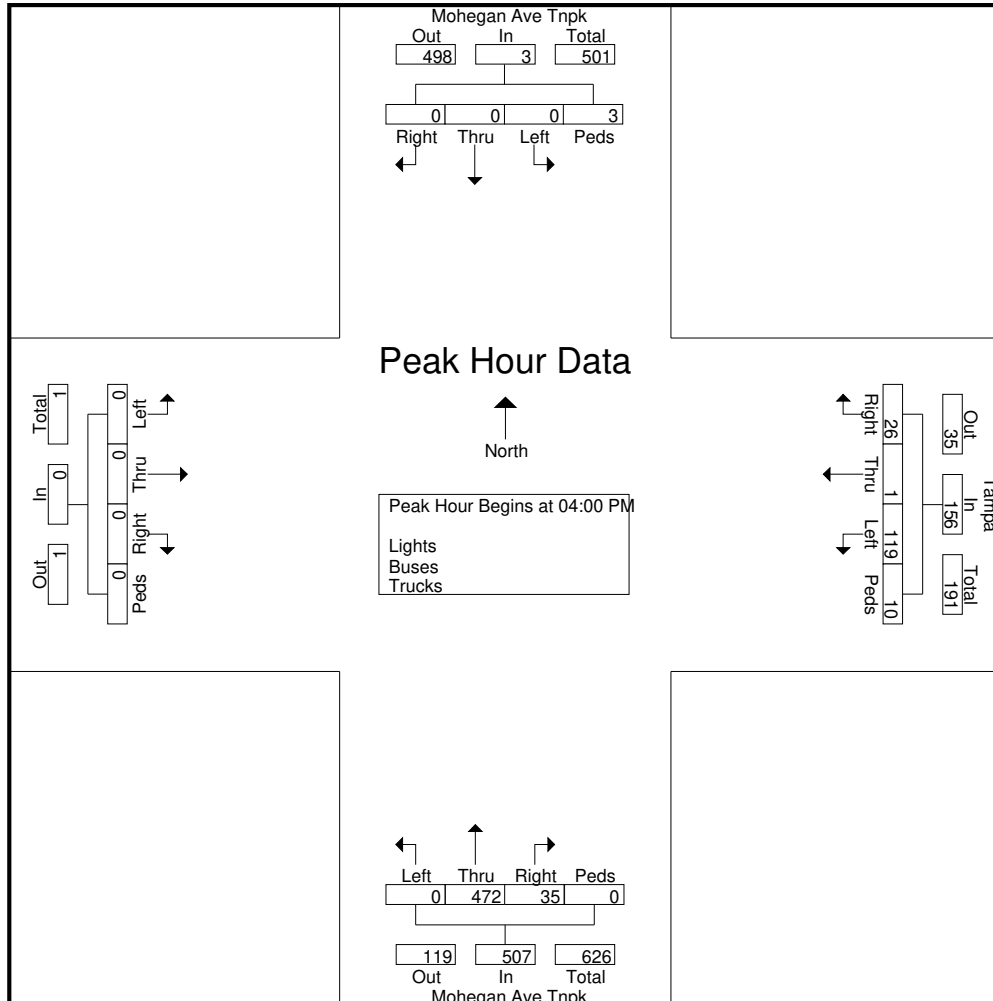 Mohegan Ave Tnpk
Out In Total
498 3 501
0 0 0 3
Right Thru Left Peds
Peak Hour Data
North
Peak Hour Begins at 04:00 PM
Lights
Buses
Trucks
Total In Out
1 0 1
0 0 0 0
Left Thru Right Peds
Right Thru Left Peds
26 1 119 10
Out In Total
35 156 191
Tampa
Left Thru Right Peds
0 472 35 0
119 507 626
Out In Total
Mohegan Ave Tnpk